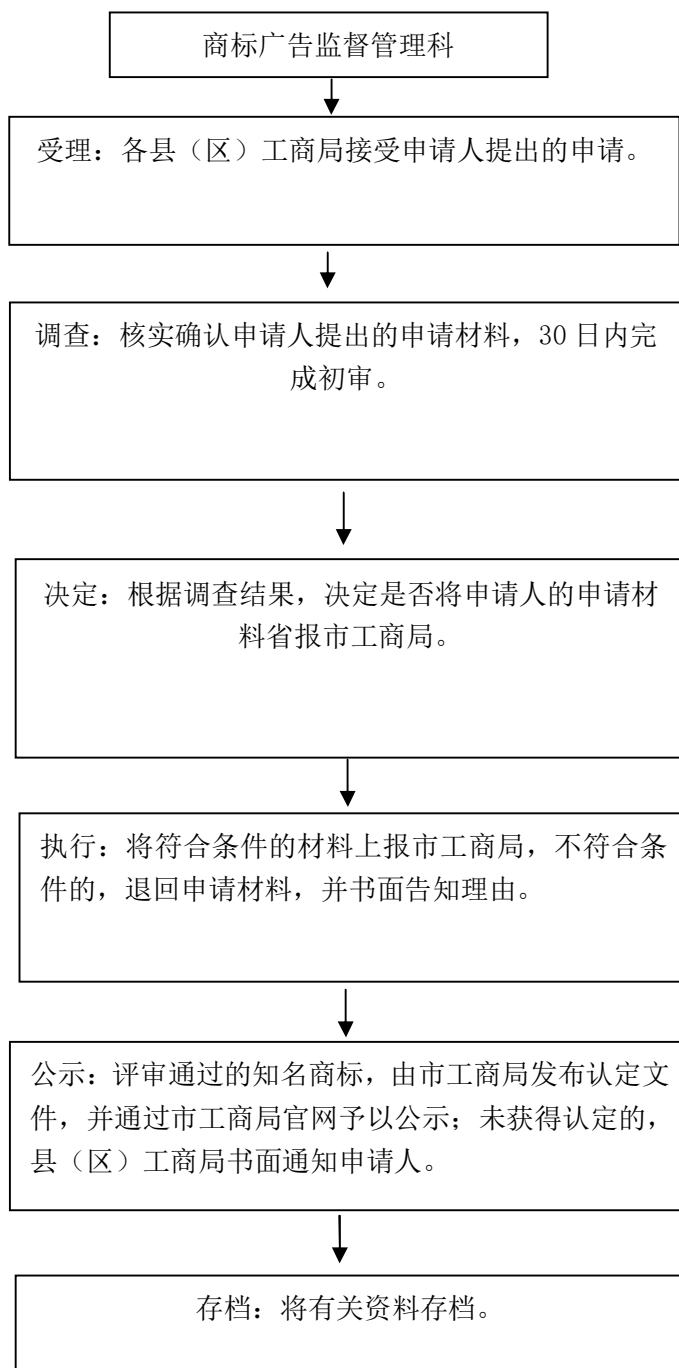 商标广告监督管理科
受理：各县（区）工商局接受申请人提出的申请。
调查：核实确认申请人提出的申请材料，30 日内完
成初审。
决定：根据调查结果，决定是否将申请人的申请材
料省报市工商局。
执行：将符合条件的材料上报市工商局，不符合条
件的，退回申请材料，并书面告知理由。
公示：评审通过的知名商标，由市工商局发布认定文
件，并通过市工商局官网予以公示；未获得认定的，
县（区）工商局书面通知申请人。
存档：将有关资料存档。